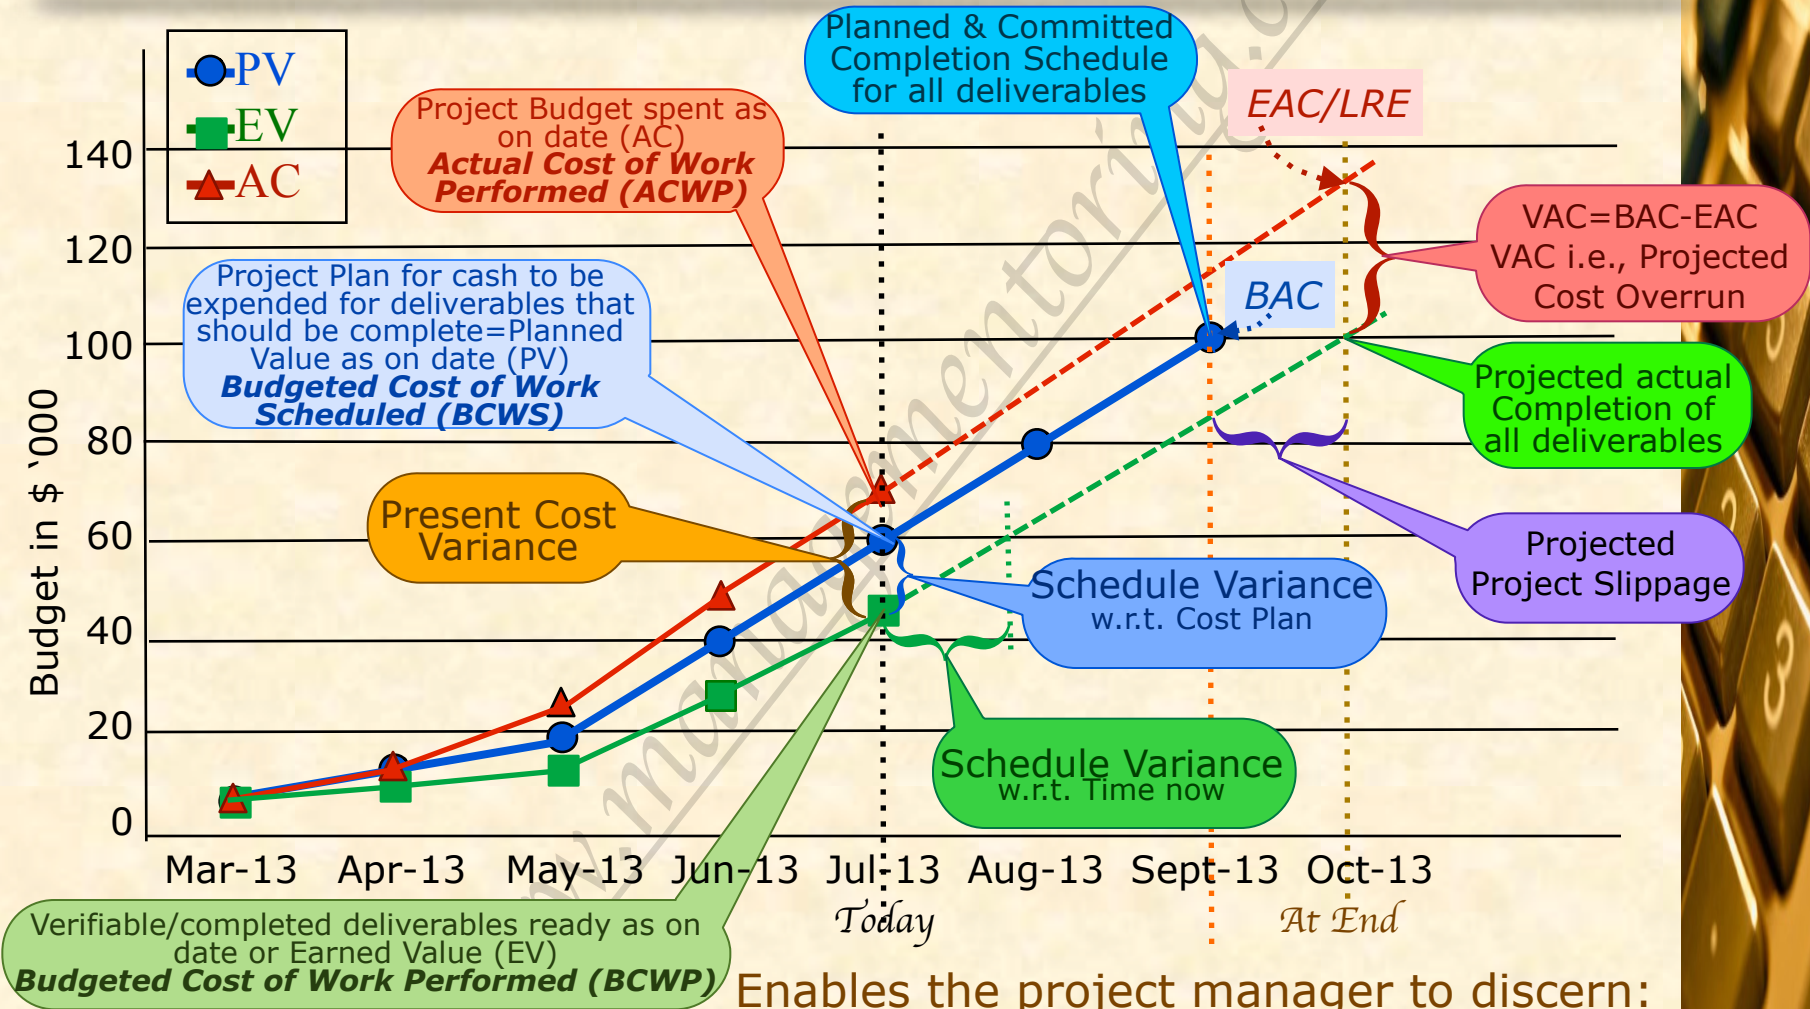 PV
EV
AC
Planned & Committed
Completion Schedule
for all deliverables
EAC/LRE
Project Budget spent as
on date (AC)
Actual Cost of Work
Performed (ACWP)
VAC=BAC-EAC
VAC i.e., Projected
Cost Overrun
Project Plan for cash to be
expended for deliverables that
should be complete=Planned
Value as on date (PV)
Budgeted Cost of Work
Scheduled (BCWS)
BAC
Projected actual
Completion of
all deliverables
Present Cost
Variance
Projected
Project Slippage
Schedule Variance
w.r.t. Cost Plan
Schedule Variance
w.r.t. Time now
Budget in $ ‘000
140
120
100
80
60
40
20
0
Mar-13 Apr-13 May-13 Jun-13 Jul-13 Aug-13 Sept-13 Oct-13
Today
At End
Verifiable/completed deliverables ready as on
date or Earned Value (EV)
Budgeted Cost of Work Performed (BCWP)
Enables the project manager to discern:
w.managementoring.c
3